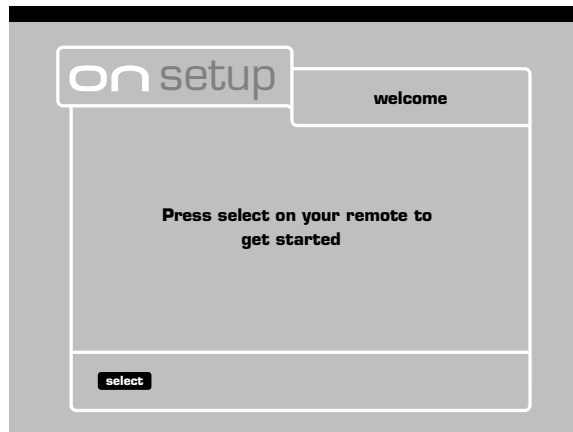 on setup
welcome
Press select on your remote to
get started
select